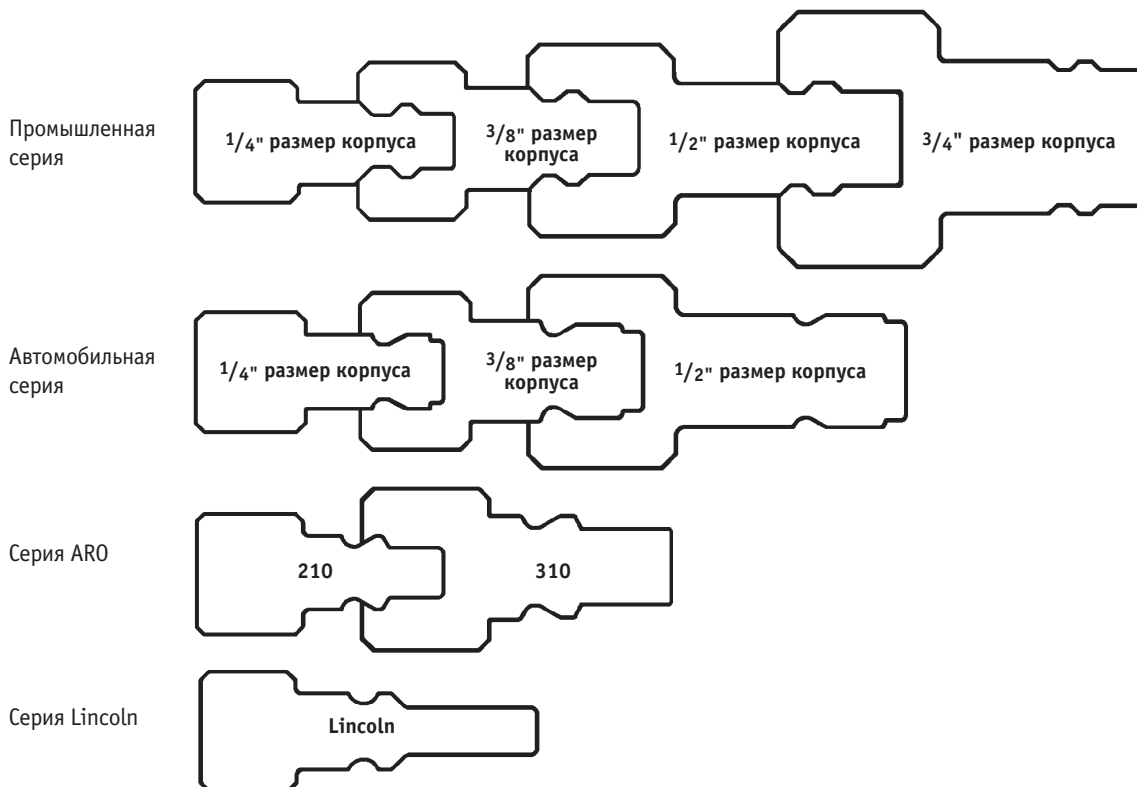 Промышленная
серия
1/4" размер корпуса
3/8" размер
корпуса
1/2" размер корпуса
3/4" размер корпуса
Автомобильная
серия
1/4" размер корпуса
3/8" размер
корпуса
1/2" размер корпуса
Серия ARO
210
310
Серия Lincoln
Lincoln